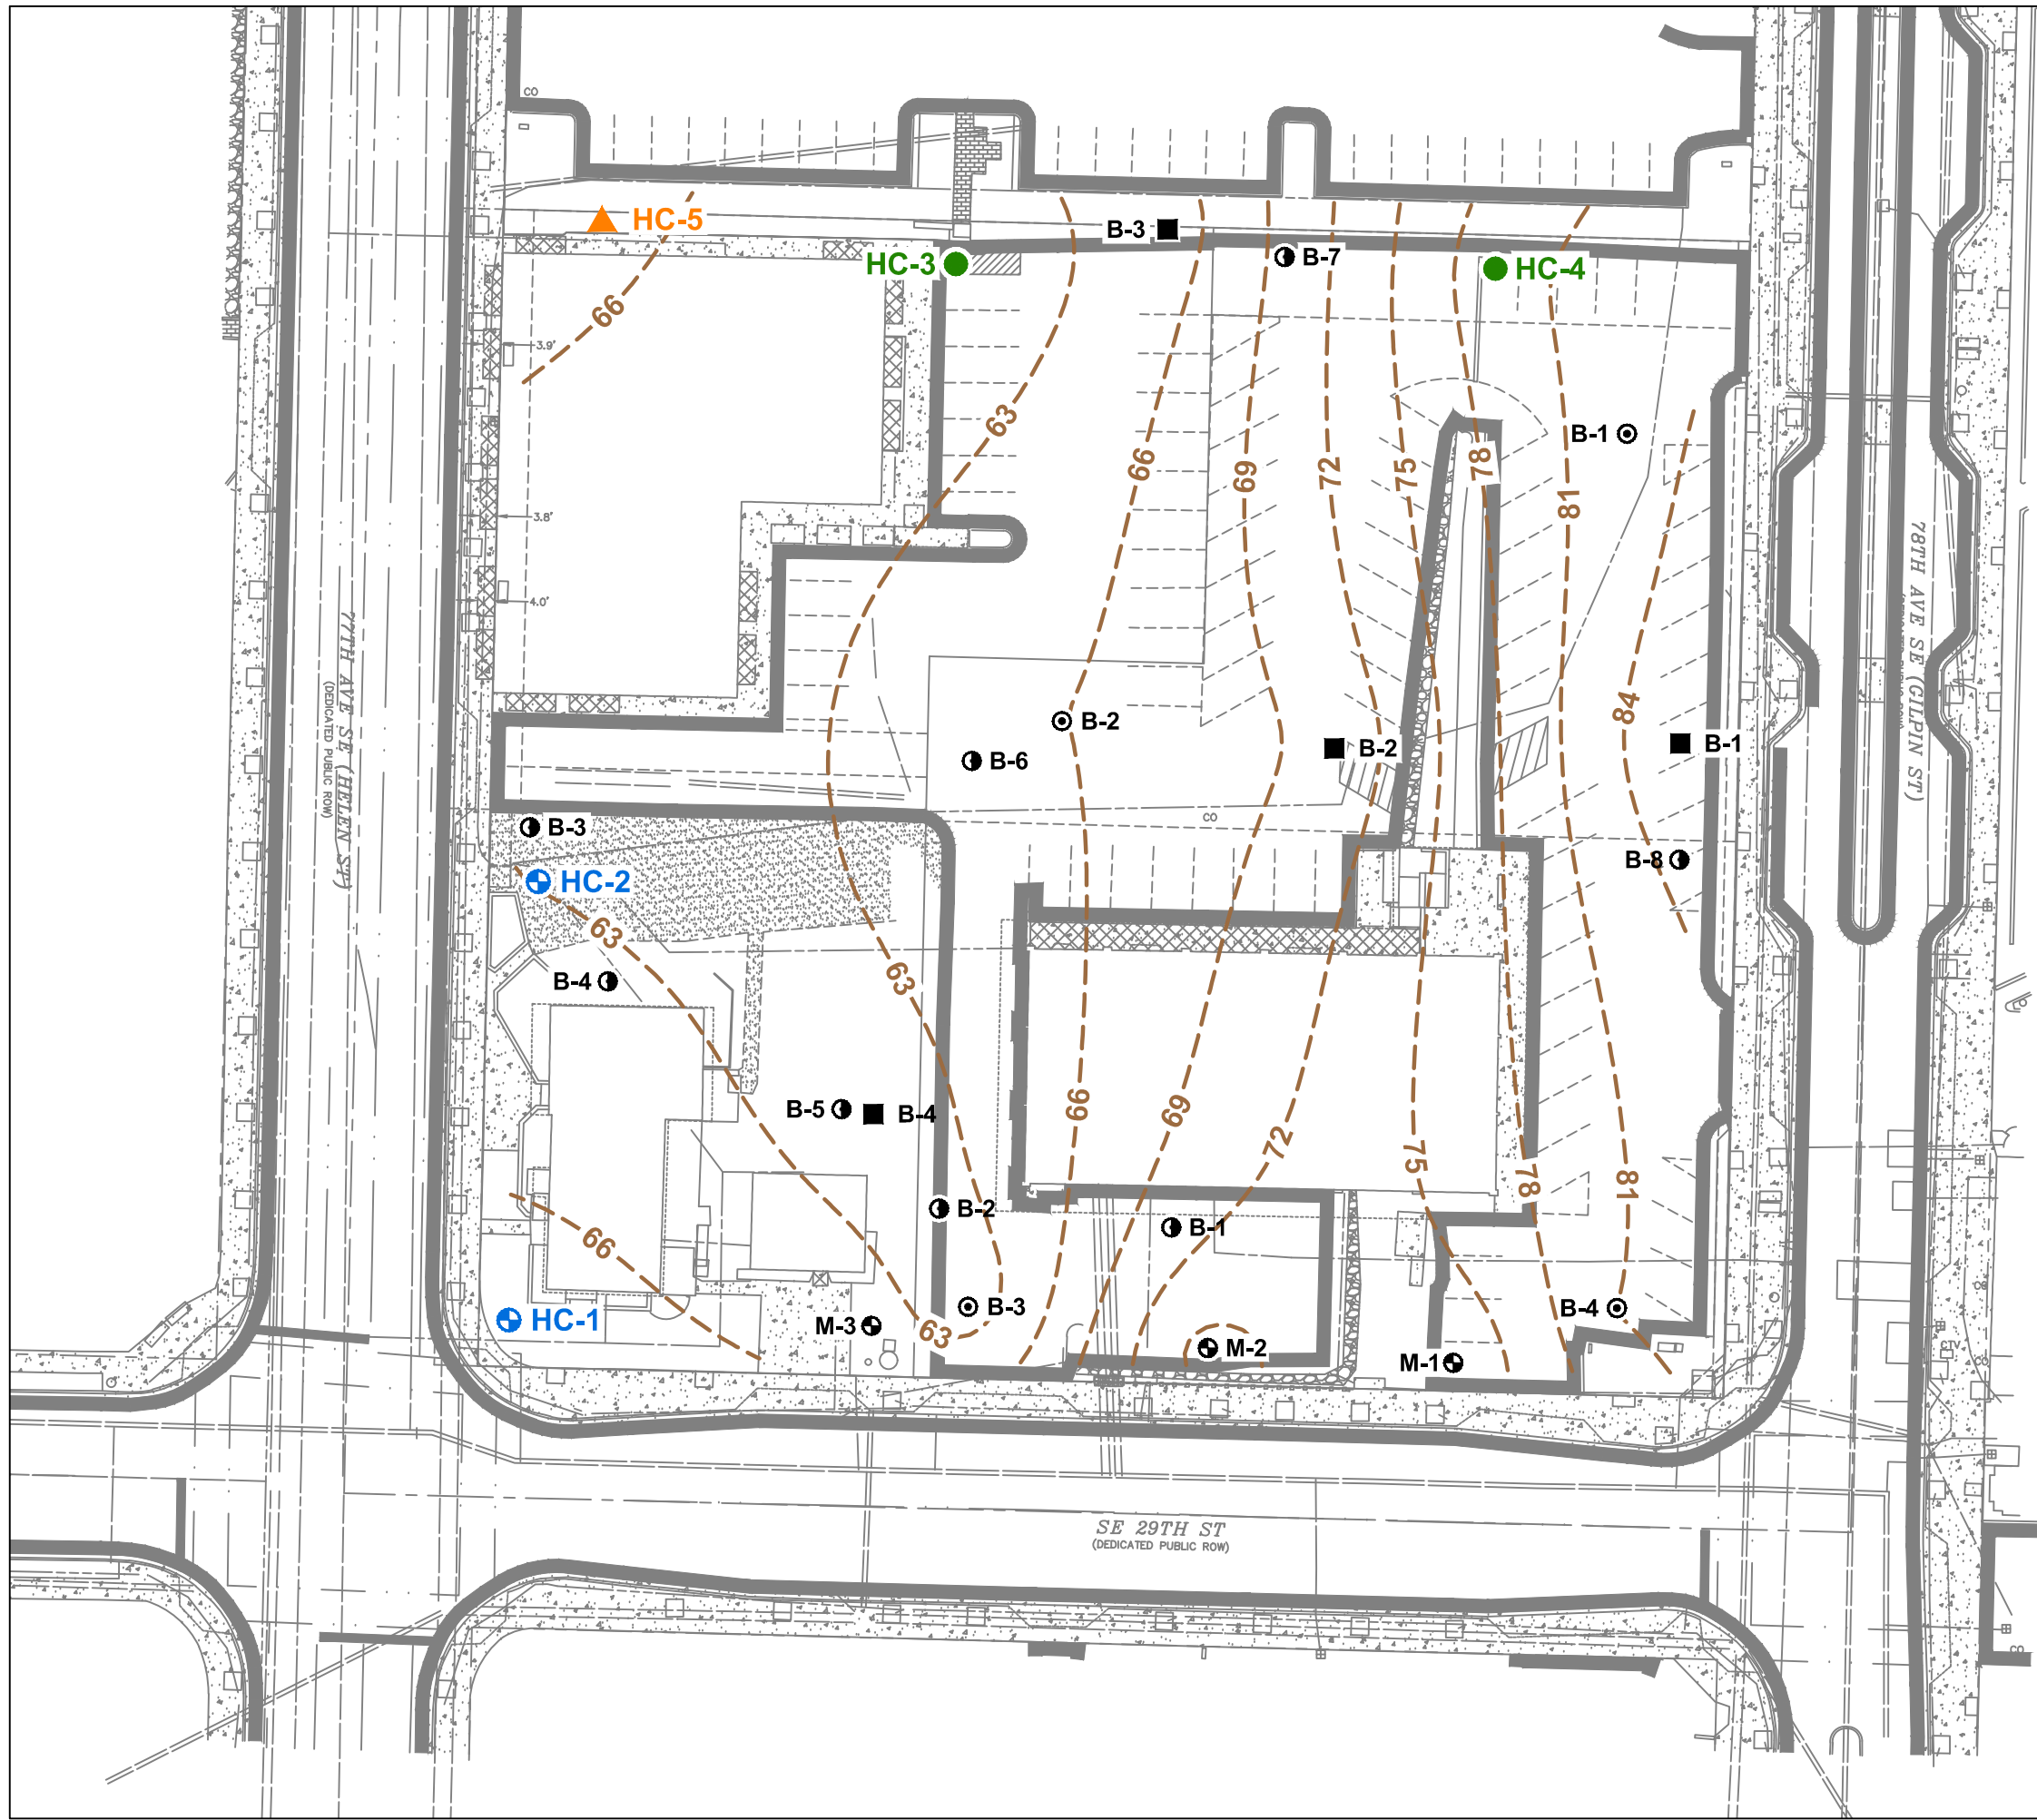 CO
HC-5
B-3
HC-3
B-7
HC-4
66
3.9'
63
B-1
66
69
72
75
78
81
3.8'
4.0'
77TH AVE SE (HELEN ST)
(DEDICATED PUBLIC ROW)
78TH AVE SE (GILPIN ST)
84
B-2
B-2
B-1
B-6
CO
B-3
B-8
HC-2
63
B-4
63
B-5
B-4
66
69
72
75
78
81
B-2
B-1
66
HC-1
M-3
B-3
63
M-2
M-1
B-4
CTV
CO
SE 29TH ST
(DEDICATED PUBLIC ROW)